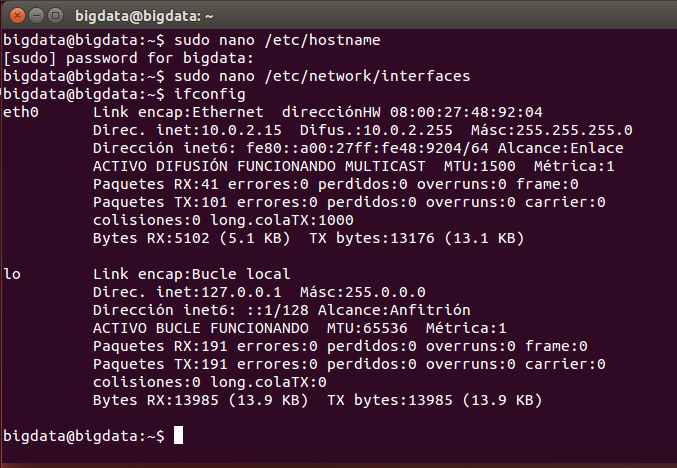 bigdata@bigdata: ~
bigdata@bigdata:~$ sudo nano /etc/hostname
[sudo] password for bigdata:
bigdata@bigdata:~$ sudo nano /etc/network/interfaces
bigdata@bigdata:~$ ifconfig
eth0      Link encap:Ethernet  direcciónHW 08:00:27:48:92:04
          Direc. inet:10.0.2.15  Difus.:10.0.2.255  Másc:255.255.255.0
          Dirección inet6: fe80::a00:27ff:fe48:9204/64 Alcance:Enlace
          ACTIVO DIFUSIÓN FUNCIONANDO MULTICAST  MTU:1500  Métrica:1
          Paquetes RX:41 errores:0 perdidos:0 overruns:0 frame:0
          Paquetes TX:101 errores:0 perdidos:0 overruns:0 carrier:0
          colisiones:0 long.colaTX:1000
          Bytes RX:5102 (5.1 KB)  TX bytes:13176 (13.1 KB)
lo        Link encap:Bucle local
          Direc. inet:127.0.0.1  Másc:255.0.0.0
          Dirección inet6: ::1/128 Alcance:Anfitrión
          ACTIVO BUCLE FUNCIONANDO  MTU:65536  Métrica:1
          Paquetes RX:191 errores:0 perdidos:0 overruns:0 frame:0
          Paquetes TX:191 errores:0 perdidos:0 overruns:0 carrier:0
          colisiones:0 long.colaTX:0
          Bytes RX:13985 (13.9 KB)  TX bytes:13985 (13.9 KB)
bigdata@bigdata:~$